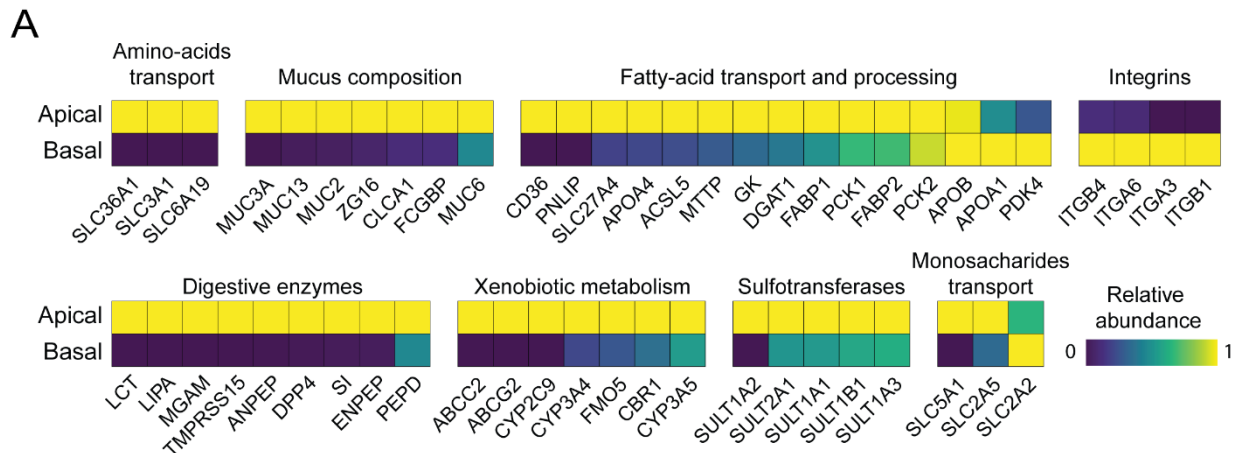 A
Amino-acids
transport
Mucus composition
Fatty-acid transport and processing
Integrins
Apical
Basal
SLC36A1
SLC3A1
SLC6A19
MUC3A
MUC13
MUC2
ZG16
CLCA1
FCGBP
MUC6
CD36
PNLIP
SLC27A4
APOA4
ACSL5
MTTP
GK
DGAT1
FABP1
PCK1
FABP2
PCK2
APOB
APOA1
PDK4
ITGB4
ITGA6
ITGA3
ITGB1
Digestive enzymes
Xenobiotic metabolism
Sulfotransferases
Monosacharides
transport
Apical
Basal
LCT
LIPA
MGAM
TMPRSS15
ANPEP
DPP4
SI
ENPEP
PEPD
ABCC2
ABCG2
CYP2C9
CYP3A4
FMO5
CBR1
CYP3A5
SULT1A2
SULT2A1
SULT1A1
SULT1B1
SULT1A3
SLC5A1
SLC2A5
SLC2A2
Relative
abundance
0 1